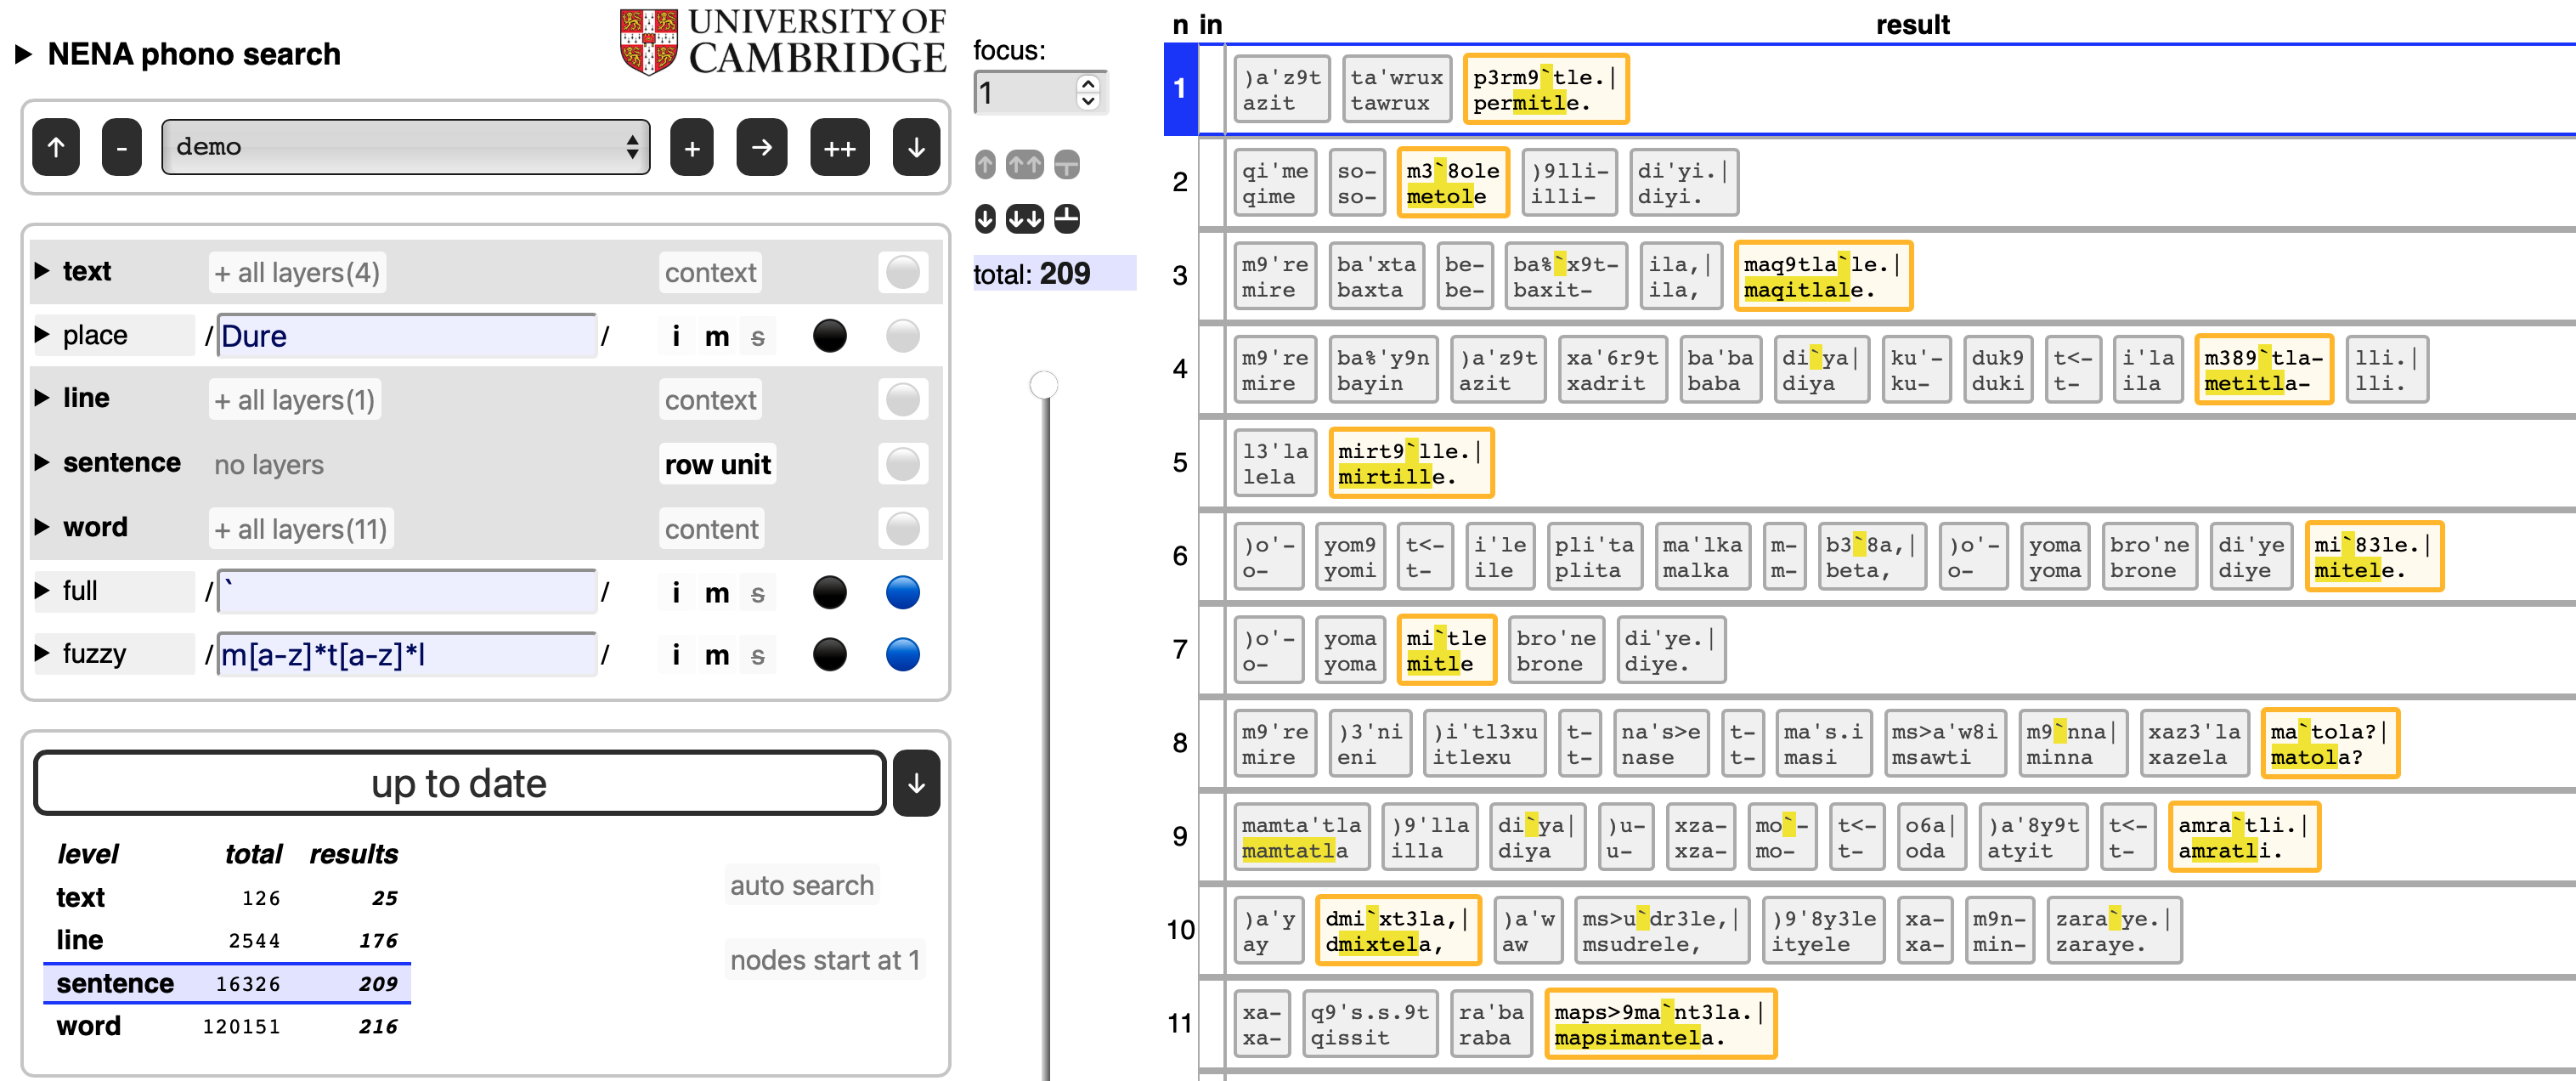 NENA phono search
UNIVERSITY OF
CAMBRIDGE
↑ - demo + → ++ ↓
text + all layers(4) context
place /Dure/ i m s
line + all layers(1) context
sentence no layers row unit
word + all layers(11) content
full /`/ i m s
fuzzy /m[a-z]*t[a-z]*l/ i m s
up to date ↓
level total results
text 126 25
line 2544 176
sentence 16326 209
word 120151 216
auto search
nodes start at 1
focus:
1
↑ ↑↑
↓ ↓↓
total: 209
n in result
1
)a'z9t ta'wrux p3rm9`tle.|
azit tawrux permitle.
2
qi'me so- m3`8ole )9lli- di'yi.|
qime so- metole illi- diyi.
3
m9're ba'xta be- ba%`x9t- ila,| maq9tla`le.|
mire baxta be- baxit- ila, maqitlale.
4
m9're ba%'y9n )a'z9t xa'6r9t ba'ba di`ya| ku'- duk9 t<- i'la m389`tla- lli.|
mire bayin azit xadrit baba diya ku- duki t- ila metitla- lli.
5
l3'la mirt9`lle.|
lela mirtille.
6
)o'- yom9 t<- i'le pli'ta ma'lka m- b3`8a,| )o'- yoma bro'ne di'ye mi`83le.|
o- yomi t- ile plita malka m- beta, o- yoma brone diye mitele.
7
)o'- yoma mi`tle bro'ne di'ye.|
o- yoma mitle brone diye.
8
m9're )3'ni )i'tl3xu t- na's>e t- ma's.i ms>a'w8i m9`nna| xaz3'la ma`tola?|
mire eni itlexu t- nase t- masi msawti minna xazela matola?
9
mamta'tla )9'lla di`ya| )u- xza- mo`- t<- o6a| )a'8y9t t<- amra`tli.|
mamtatla illa diya u- xza- mo- t- oda atyit t- amratli.
10
)a'y dmi`xt3la,| )a'w ms>u`dr3le,| )9'8y3le xa- m9n- zara`ye.|
ay dmixtela, aw msudrele, ityele xa- min- zaraye.
11
xa- q9's.s.9t ra'ba maps>9ma`nt3la.|
xa- qissit raba mapsimantela.